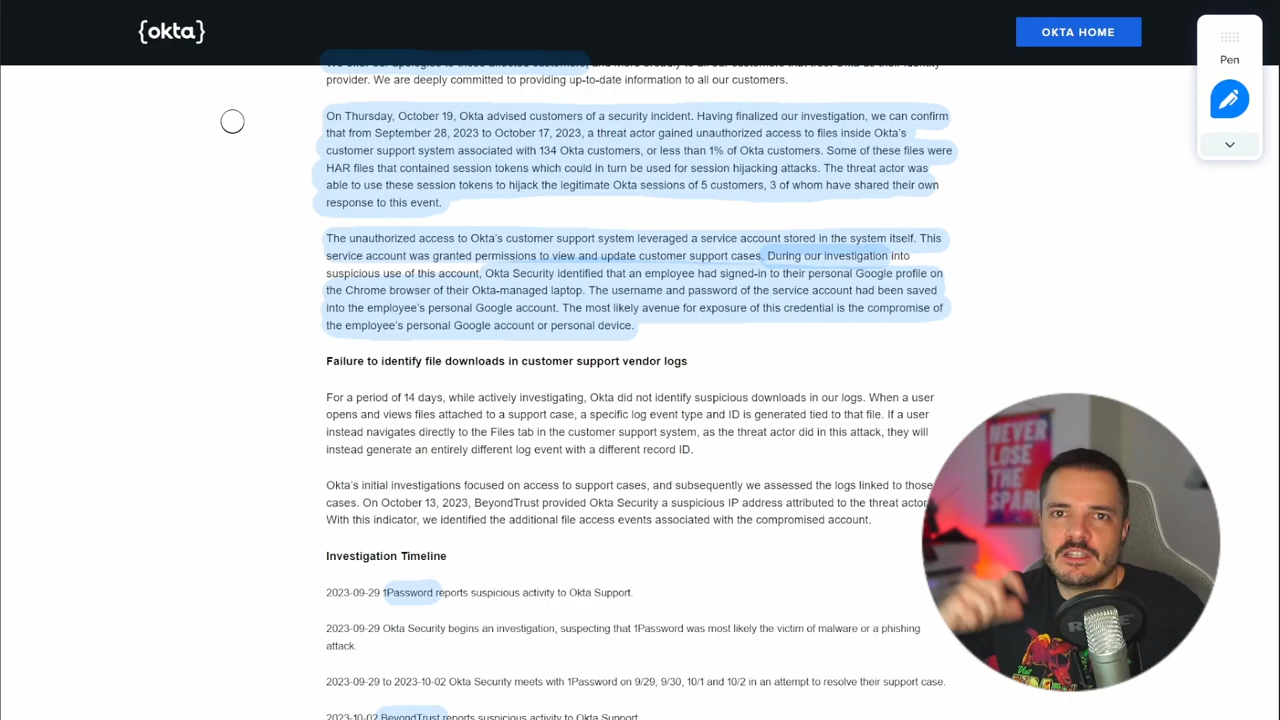 {okta}
OKTA HOME
Pen
provider. We are deeply committed to providing up-to-date information to all our customers.
On Thursday, October 19, Okta advised customers of a security incident. Having finalized our investigation, we can confirm
that from September 28, 2023 to October 17, 2023, a threat actor gained unauthorized access to files inside Okta's
customer support system associated with 134 Okta customers, or less than 1% of Okta customers. Some of these files were
HAR files that contained session tokens which could in turn be used for session hijacking attacks. The threat actor was
able to use these session tokens to hijack the legitimate Okta sessions of 5 customers, 3 of whom have shared their own
response to this event.
The unauthorized access to Okta's customer support system leveraged a service account stored in the system itself. This
service account was granted permissions to view and update customer support cases. During our investigation into
suspicious use of this account, Okta Security identified that an employee had signed-in to their personal Google profile on
the Chrome browser of their Okta-managed laptop. The username and password of the service account had been saved
into the employee's personal Google account. The most likely avenue for exposure of this credential is the compromise of
the employee's personal Google account or personal device.
Failure to identify file downloads in customer support vendor logs
For a period of 14 days, while actively investigating, Okta did not identify suspicious downloads in our logs. When a user
opens and views files attached to a support case, a specific log event type and ID is generated tied to that file. If a user
instead navigates directly to the Files tab in the customer support system, as the threat actor did in this attack, they will
instead generate an entirely different log event with a different record ID.
Okta's initial investigations focused on access to support cases, and subsequently we assessed the logs linked to those
cases. On October 13, 2023, BeyondTrust provided Okta Security a suspicious IP address attributed to the threat actor
With this indicator, we identified the additional file access events associated with the compromised account.
Investigation Timeline
2023-09-29 1Password reports suspicious activity to Okta Support.
2023-09-29 Okta Security begins an investigation, suspecting that 1Password was most likely the victim of malware or a phishing
attack.
2023-09-29 to 2023-10-02 Okta Security meets with 1Password on 9/29, 9/30, 10/1 and 10/2 in an attempt to resolve their support case.
2023-10-02 BeyondTrust reports suspicious activity to Okta Support
NEVER
LOSE
THE
SPARK